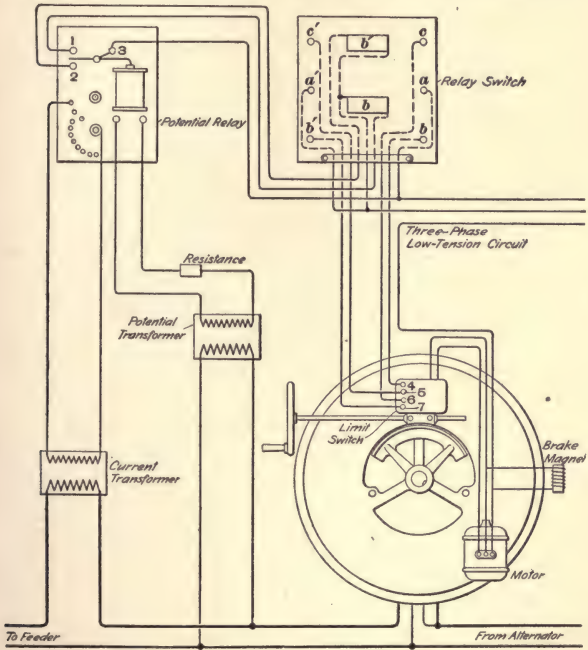 1
3
2
Potential Relay
c'
b'
c
a'
a
b
b'
b
Relay Switch
Three-Phase
Low-Tension Circuit
Resistance
Potential
Transformer
4
5
6
7
Limit
Switch
Brake
Magnet
Current
Transformer
Motor
To Feeder
From Alternator